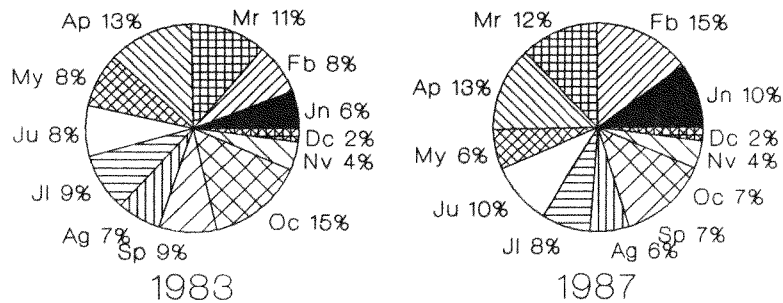 Ap 13%
Mr 11%
Fb 8%
Jn 6%
Dc 2%
Nv 4%
Oc 15%
Sp 9%
Ag 7%
Jl 9%
Ju 8%
My 8%
1983
Mr 12%
Fb 15%
Jn 10%
Dc 2%
Nv 4%
Oc 7%
Sp 7%
Ag 6%
Jl 8%
Ju 10%
My 6%
Ap 13%
1987